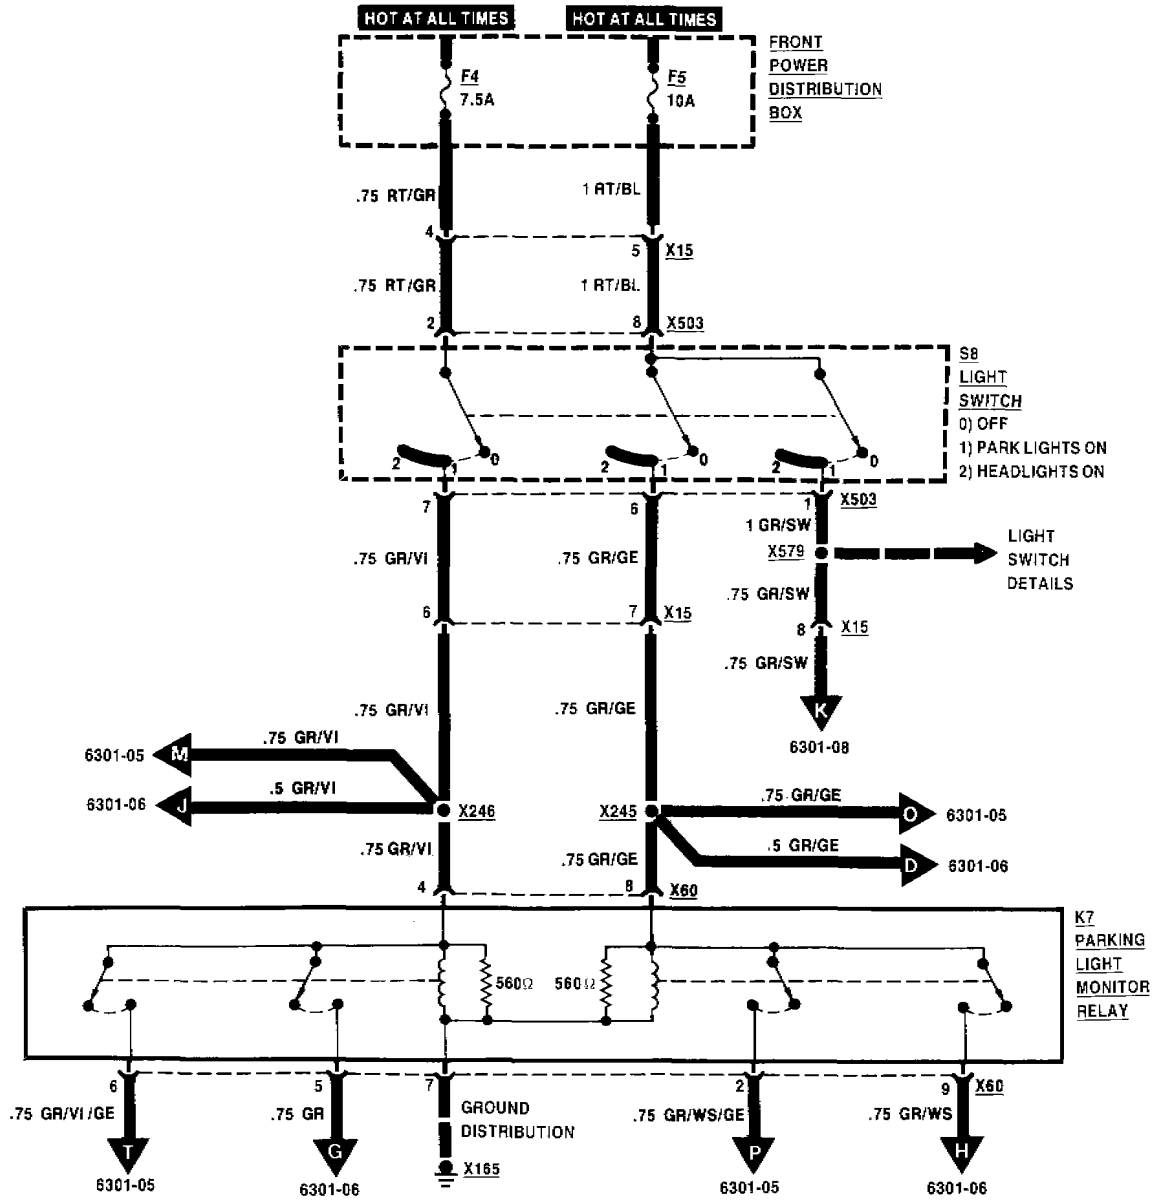 HOT AT ALL TIMES
HOT AT ALL TIMES
FRONT
POWER
DISTRIBUTION
BOX
F4
7.5A
F5
10A
.75 RT/GR
1 RT/BL
4
5
X15
.75 RT/GR
1 RT/BL
2
8
X503
S8
LIGHT
SWITCH
0) OFF
1) PARK LIGHTS ON
2) HEADLIGHTS ON
2
1
0
2
1
0
2
1
0
7
6
1
X503
1 GR/SW
X579
LIGHT
SWITCH
DETAILS
.75 GR/VI
.75 GR/GE
.75 GR/SW
6
7
X15
8
X15
.75 GR/SW
K
6301-08
.75 GR/VI
.75 GR/GE
6301-05
M
.75 GR/VI
6301-06
J
.5 GR/VI
X246
X245
.75 GR/GE
O
6301-05
.5 GR/GE
D
6301-06
.75 GR/VI
.75 GR/GE
4
8
X60
K7
PARKING
LIGHT
MONITOR
RELAY
560Ω
560Ω
6
5
7
2
9
X60
.75 GR/VI/GE
.75 GR
GROUND
DISTRIBUTION
.75 GR/WS/GE
.75 GR/WS
T
G
P
H
X165
6301-05
6301-06
6301-05
6301-06